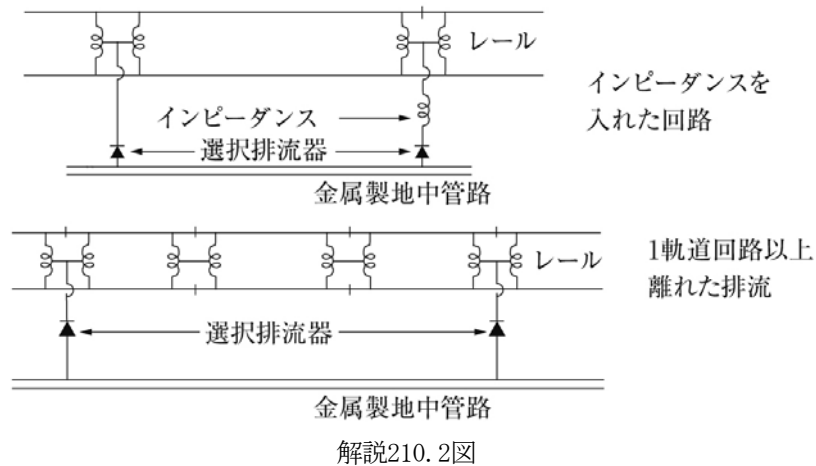 レール
インピーダンスを
入れた回路
インピーダンス
選択排流器
金属製地中管路
レール
1軌道回路以上
離れた排流
選択排流器
金属製地中管路
解説210.2図